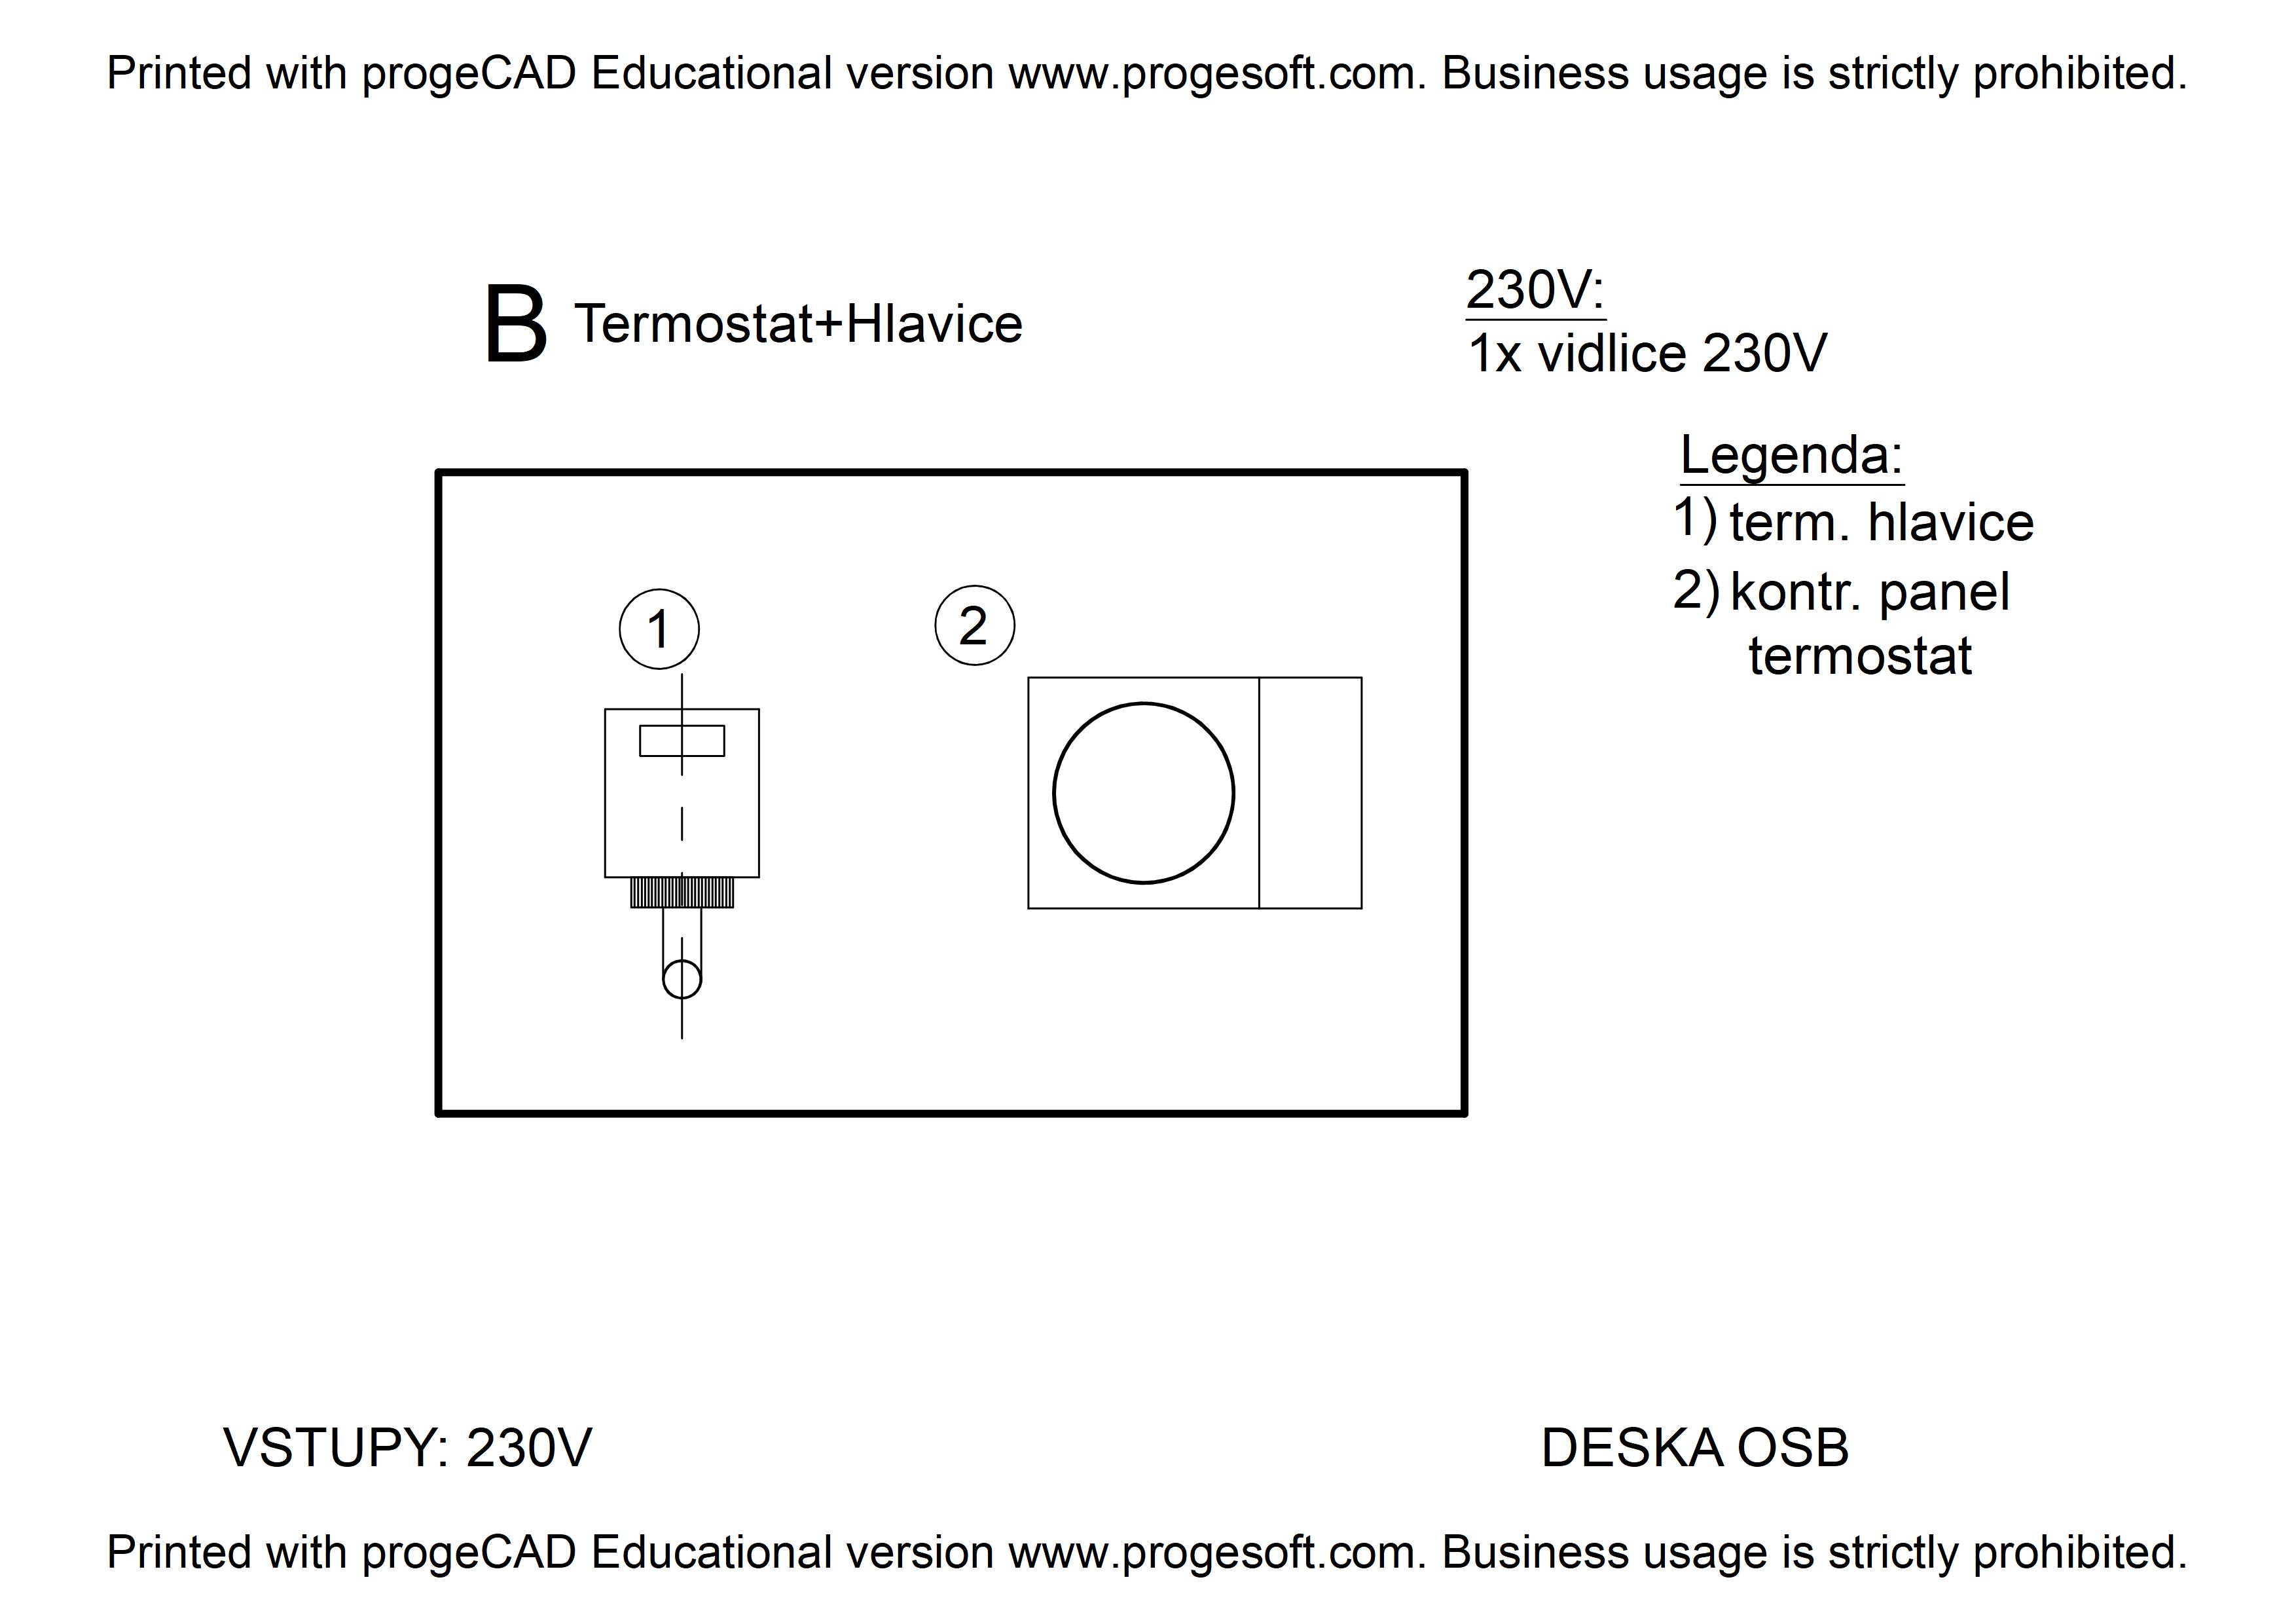 Printed with progeCAD Educational version www.progesoft.com. Business usage is strictly prohibited.
B Termostat+Hlavice
230V:
1x vidlice 230V
Legenda:
1) term. hlavice
2) kontr. panel
termostat
1
2
VSTUPY: 230V
DESKA OSB
Printed with progeCAD Educational version www.progesoft.com. Business usage is strictly prohibited.